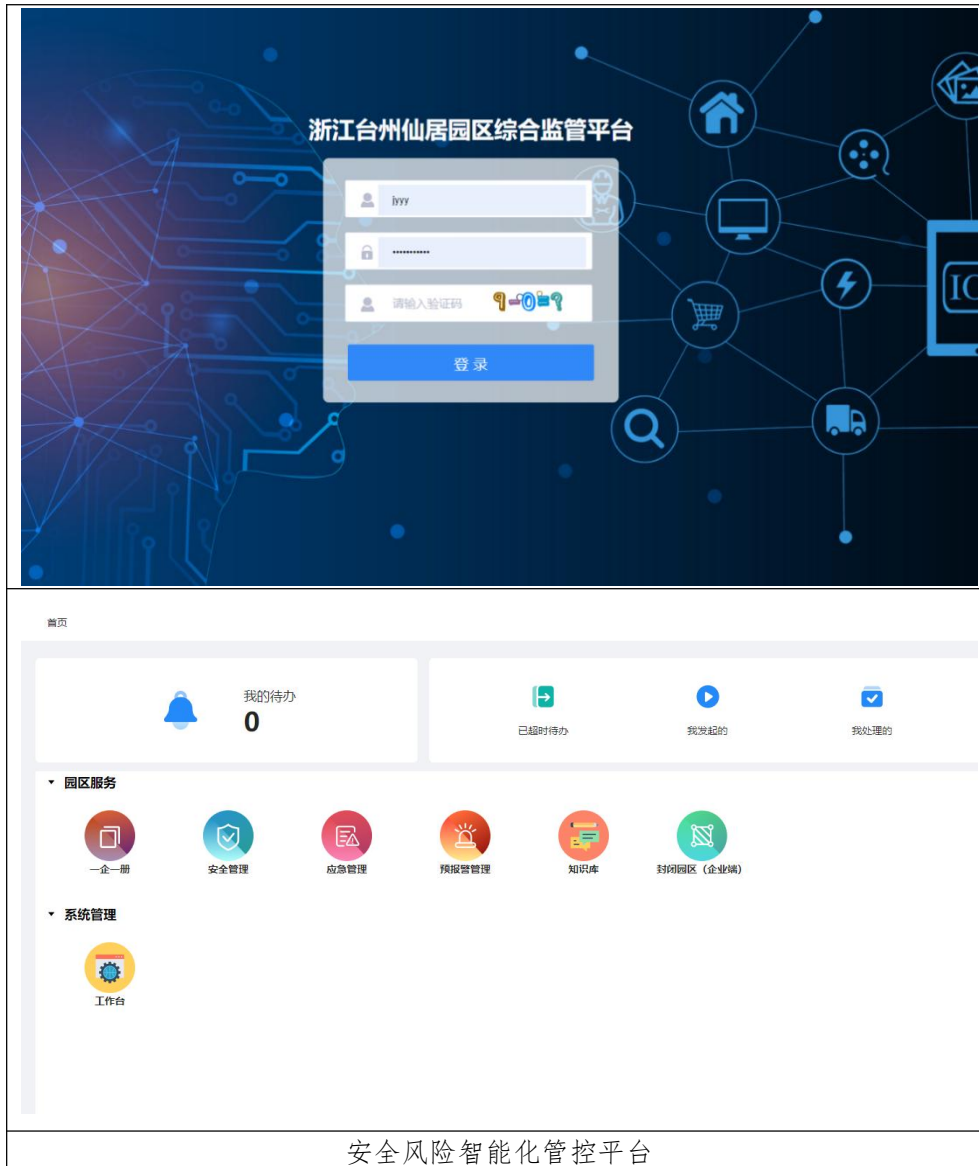 浙江台州仙居园区综合监管平台
jyyy
•••••••••••
请输入验证码 9-0=?
登录
IC
首页
我的待办
0
已超时待办 我发起的 我处理的
园区服务
一企一册 安全管理 应急管理 预报警管理 知识库 封闭园区（企业端）
系统管理
工作台
安全风险智能化管控平台